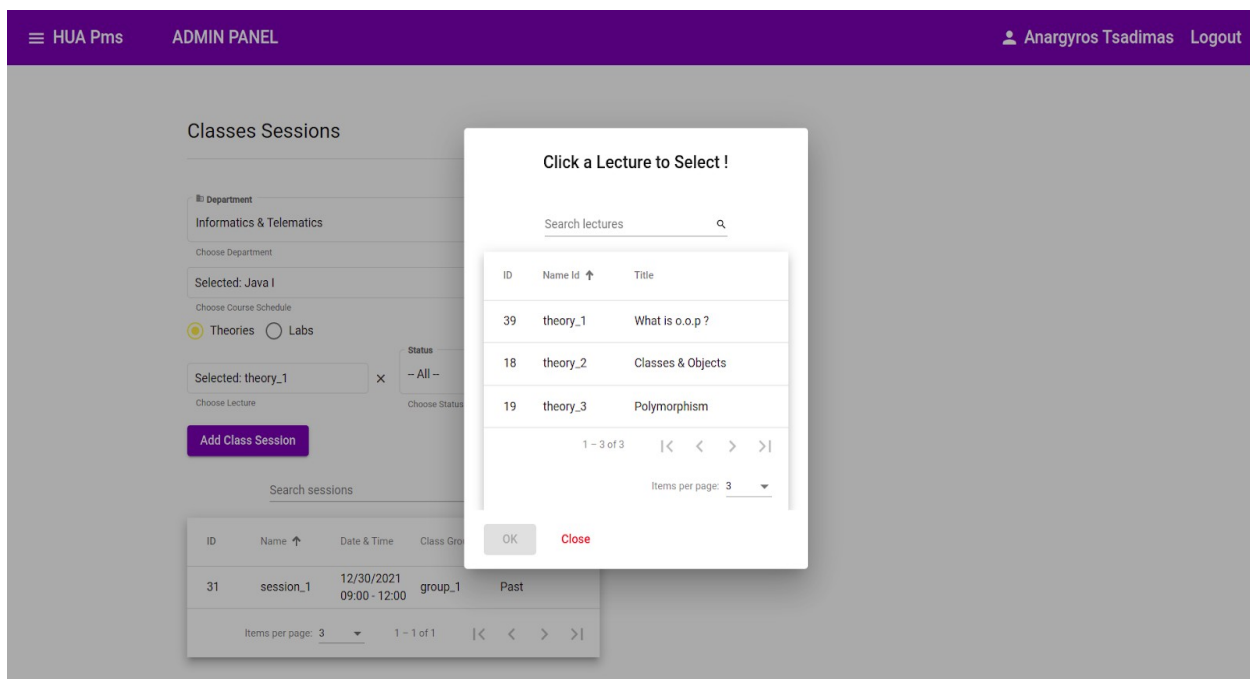 HUA Pms ADMIN PANEL Anargyros Tsadimas Logout
Classes Sessions
Department
Informatics & Telematics
Choose Department
Selected: Java I
Choose Course Schedule
Theories Labs
Selected: theory_1
Choose Lecture
Status
-- All --
Choose Status
Add Class Session
Search sessions
ID Name Date & Time Class Gro
31 session_1 12/30/2021 group_1 Past
09:00 - 12:00
Items per page: 3 1 – 1 of 1
Click a Lecture to Select !
Search lectures
ID Name Id Title
39 theory_1 What is o.o.p ?
18 theory_2 Classes & Objects
19 theory_3 Polymorphism
1 – 3 of 3
Items per page: 3
OK Close